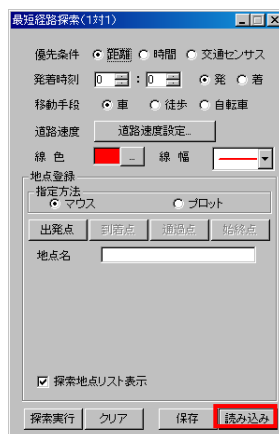 最短経路探索(1対1)
優先条件 距離 時間 交通センサス
発着時刻 0 : 0 発 着
移動手段 車 徒歩 自転車
道路速度 道路速度設定...
線 色 ... 線 幅
地点登録
指定方法
マウス プロット
出発点 到着点 通過点 始終点
地点名
探索地点リスト表示
探索実行 クリア 保存 読み込み